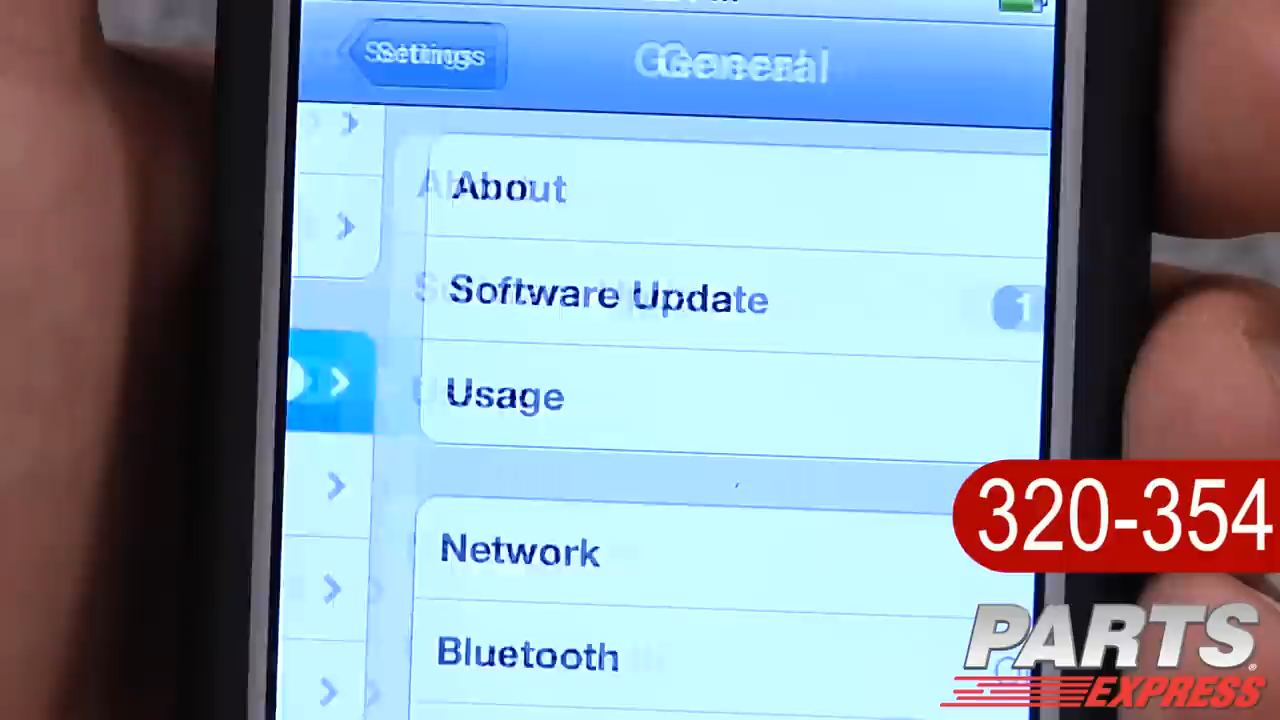 Settings
General
About
Software Update
1
Usage
Network
Bluetooth
320-354
PARTS
EXPRESS